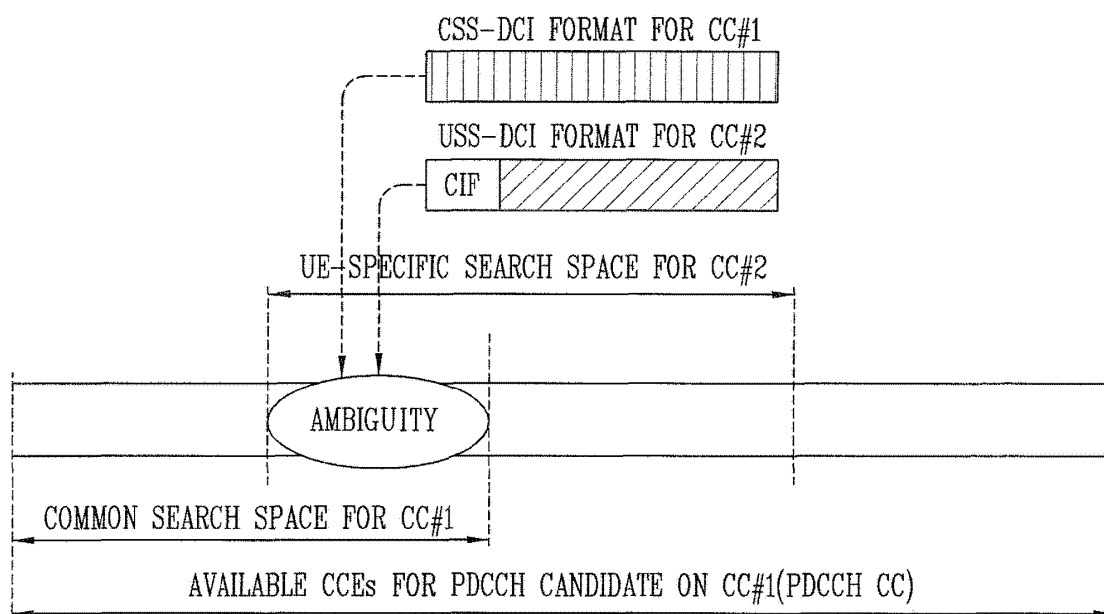 CSS-DCI FORMAT FOR CC#1
USS-DCI FORMAT FOR CC#2
CIF
UE-SPECIFIC SEARCH SPACE FOR CC#2
AMBIGUITY
COMMON SEARCH SPACE FOR CC#1
AVAILABLE CCEs FOR PDCCH CANDIDATE ON CC#1(PDCCH CC)